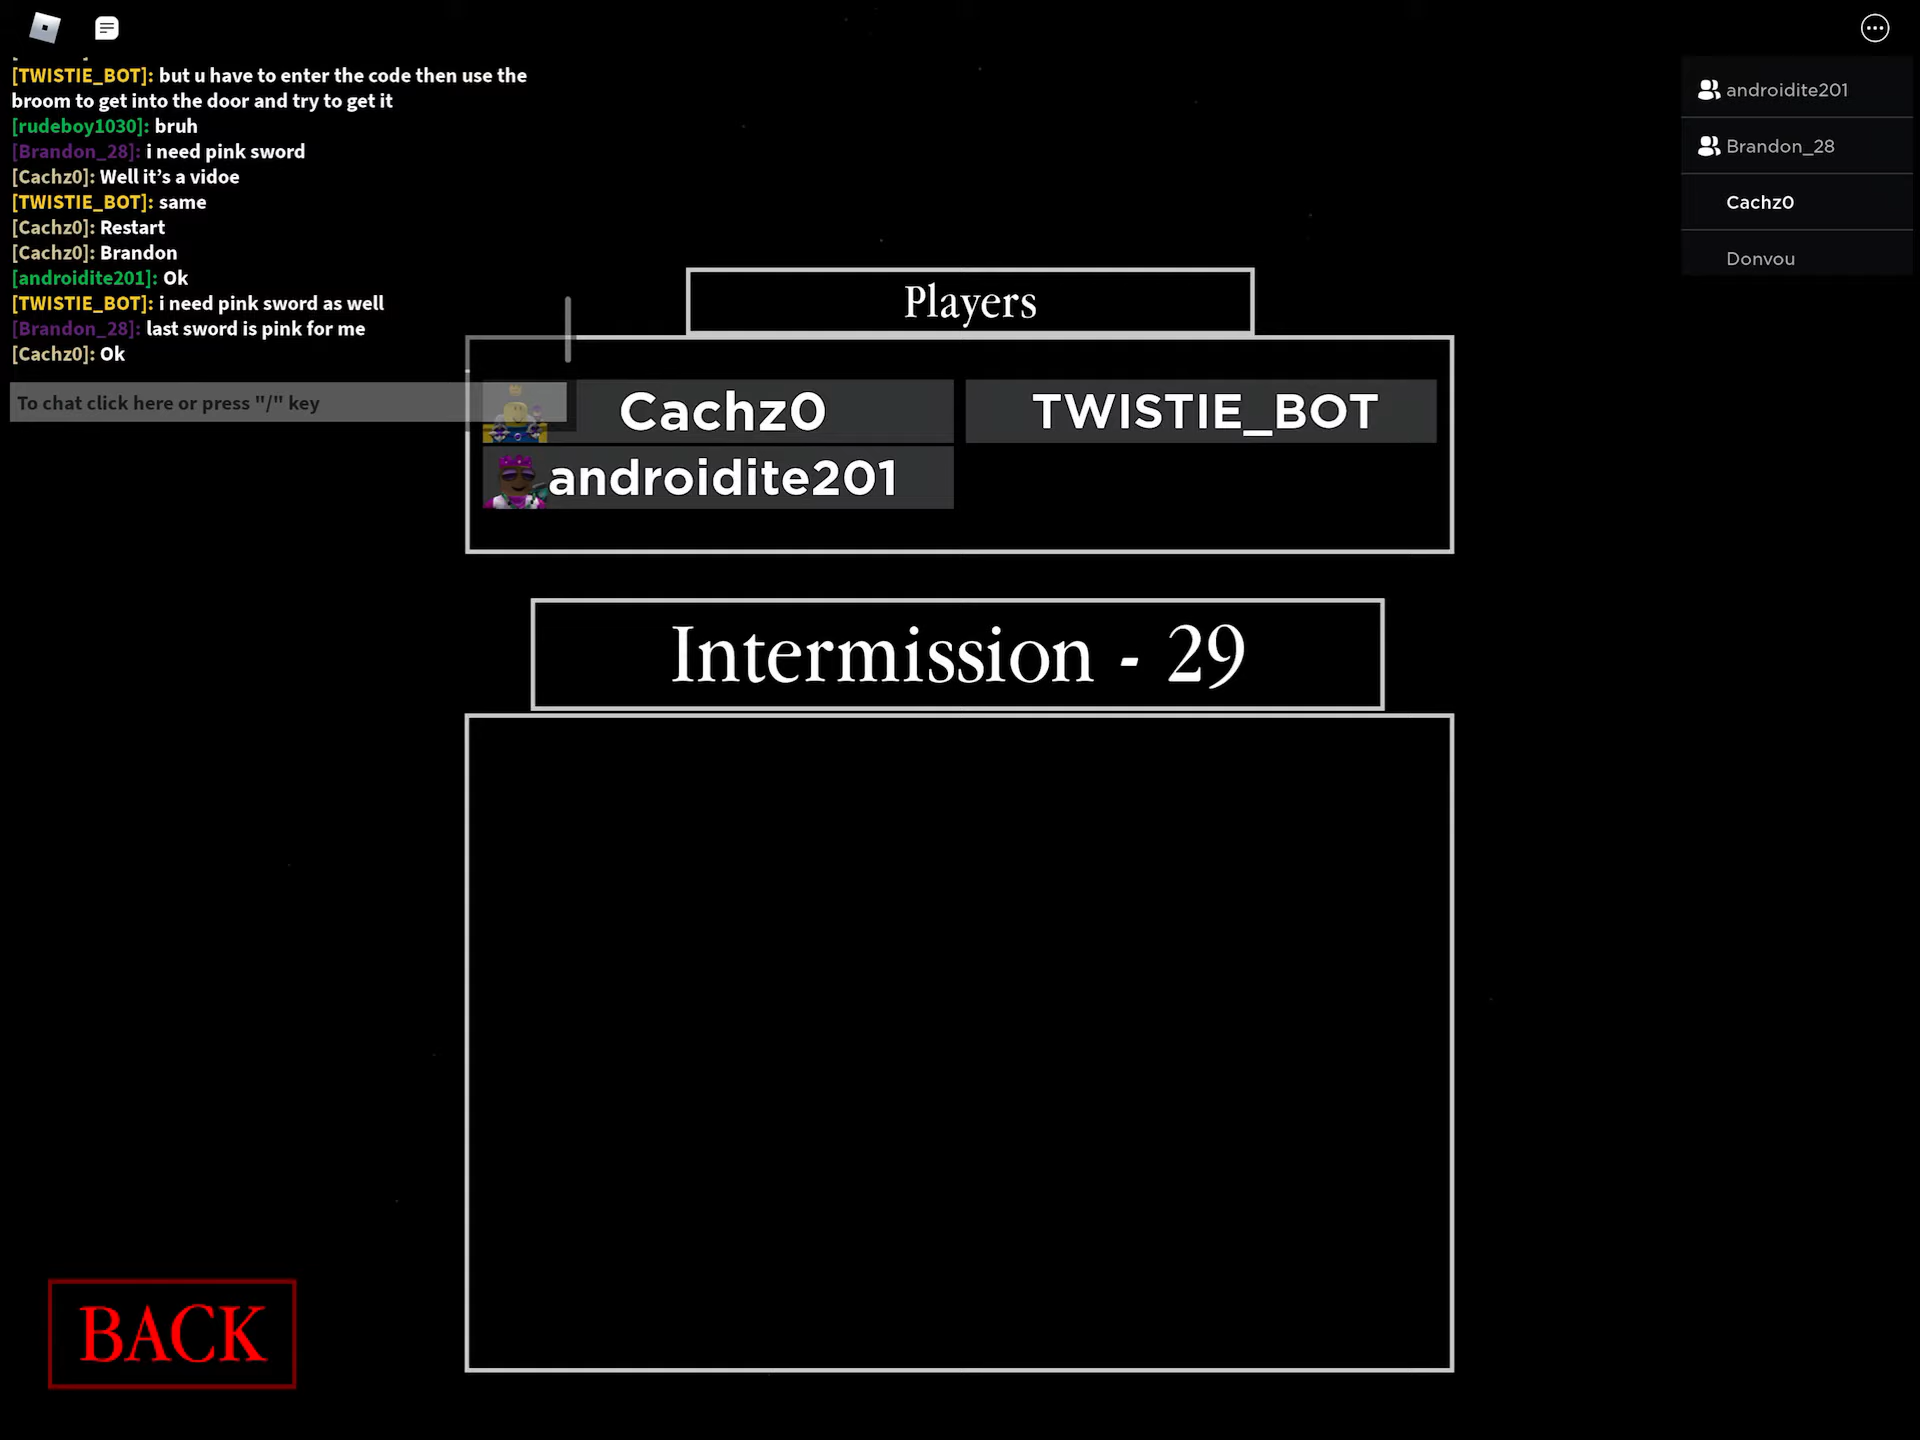 [TWISTIE_BOT]: but u have to enter the code then use the
broom to get into the door and try to get it
[rudeboy1030]: bruh
[Brandon_28]: i need pink sword
[Cachz0]: Well it’s a vidoe
[TWISTIE_BOT]: same
[Cachz0]: Restart
[Cachz0]: Brandon
[androidite201]: Ok
[TWISTIE_BOT]: i need pink sword as well
[Brandon_28]: last sword is pink for me
[Cachz0]: Ok
To chat click here or press "/" key
androidite201
Brandon_28
Cachz0
Donvou
Players
Cachz0
TWISTIE_BOT
androidite201
Intermission - 29
BACK